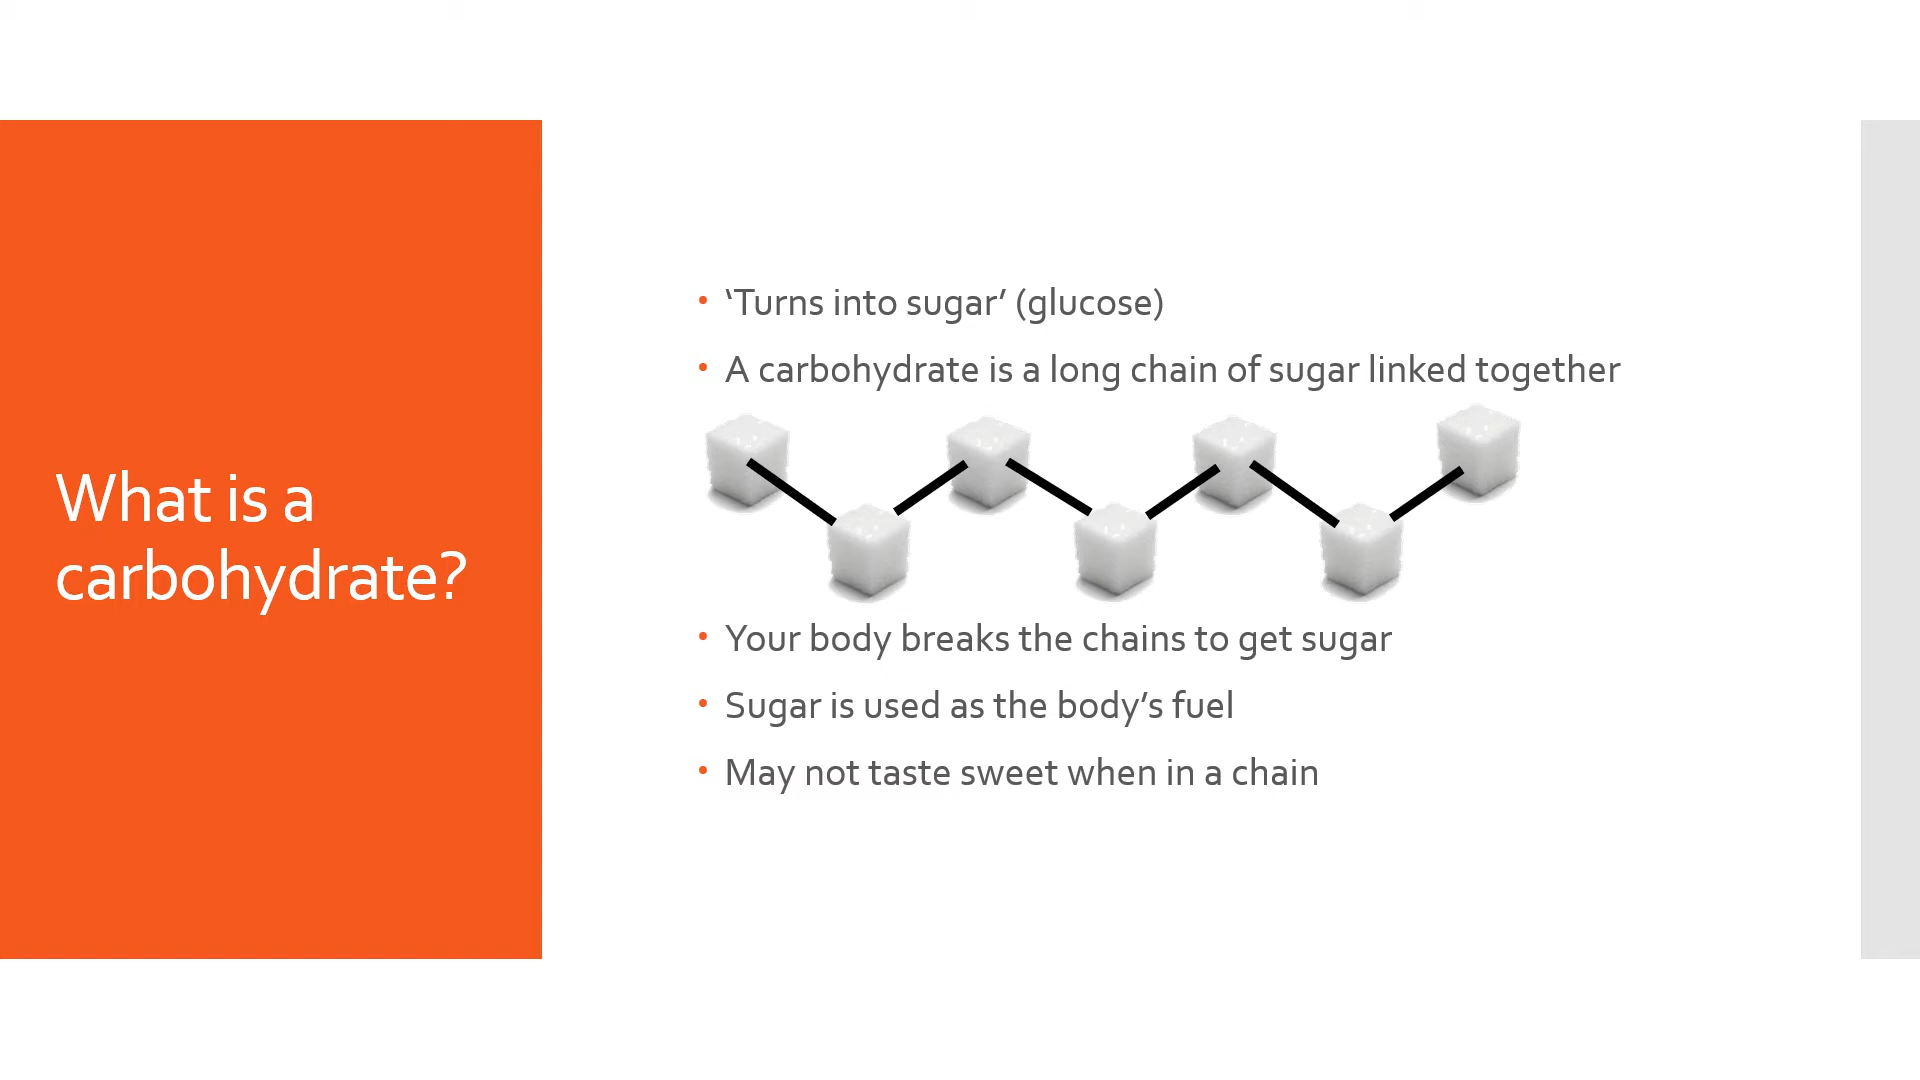 What is a
carbohydrate?
• ‘Turns into sugar’ (glucose)
• A carbohydrate is a long chain of sugar linked together
• Your body breaks the chains to get sugar
• Sugar is used as the body’s fuel
• May not taste sweet when in a chain